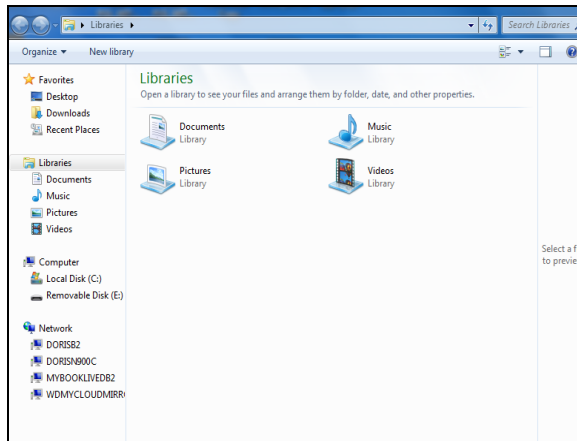 Libraries
Search Libraries
Organize
New library
Favorites
Desktop
Downloads
Recent Places
Libraries
Documents
Music
Pictures
Videos
Computer
Local Disk (C:)
Removable Disk (E:)
Network
DORISB2
DORISN900C
MYBOOKLIVEDB2
WDMYCLOUDMIRR
Libraries
Open a library to see your files and arrange them by folder, date, and other properties.
Documents
Library
Music
Library
Pictures
Library
Videos
Library
Select a f
to previe